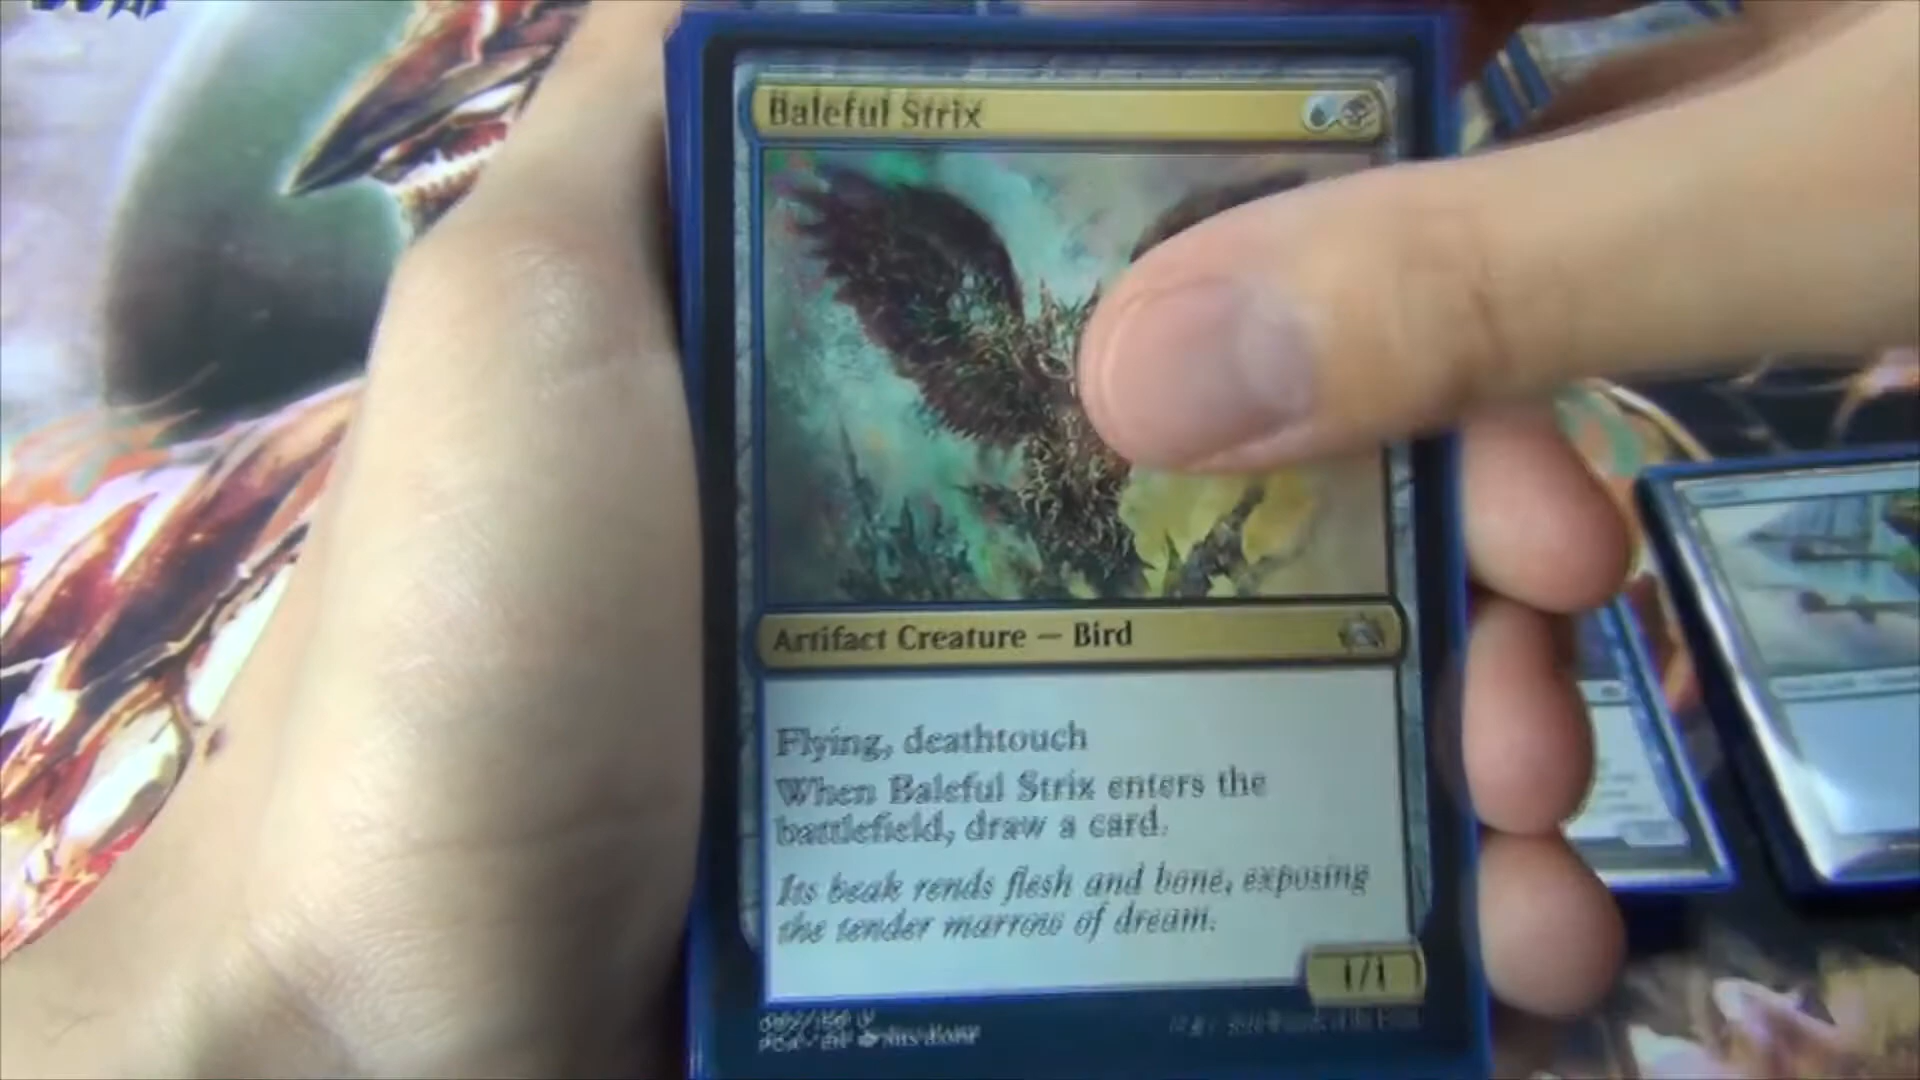 Baleful Strix
Artifact Creature — Bird
Flying, deathtouch
When Baleful Strix enters the
battlefield, draw a card.
Its beak rends flesh and bone, exposing
the tender marrow of dream.
1/1